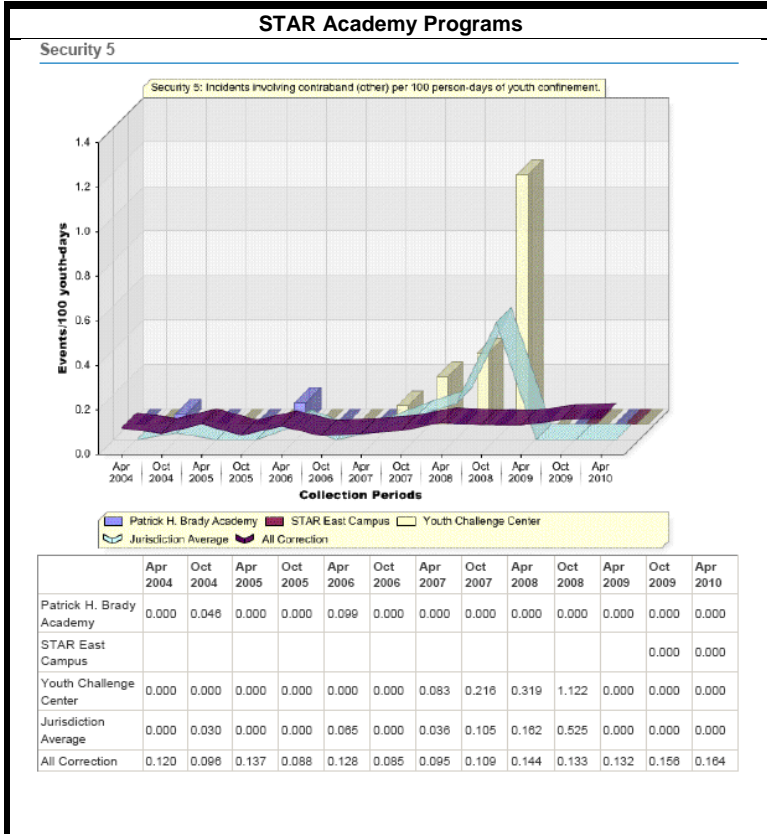 STAR Academy Programs
Security 5
Security 5: Incidents involving contraband (other) per 100 person-days of youth confinement.
Events/100 youth-days
1.4
1.2
1.0
0.8
0.6
0.4
0.2
0.0
Apr Oct Apr Oct Apr Oct Apr Oct Apr Oct Apr Oct Apr
2004 2004 2005 2005 2006 2006 2007 2007 2008 2008 2009 2009 2010
Collection Periods
Patrick H. Brady Academy STAR East Campus Youth Challenge Center
Jurisdiction Average All Correction
Apr Oct Apr Oct Apr Oct Apr Oct Apr Oct Apr Oct Apr
2004 2004 2005 2005 2006 2006 2007 2007 2008 2008 2009 2009 2010
Patrick H. Brady
Academy 0.000 0.046 0.000 0.000 0.099 0.000 0.000 0.000 0.000 0.000 0.000 0.000 0.000
STAR East
Campus 0.000 0.000
Youth Challenge
Center 0.000 0.000 0.000 0.000 0.000 0.000 0.083 0.216 0.319 1.122 0.000 0.000 0.000
Jurisdiction
Average 0.000 0.030 0.000 0.000 0.065 0.000 0.036 0.105 0.162 0.525 0.000 0.000 0.000
All Correction 0.120 0.096 0.137 0.088 0.128 0.085 0.095 0.109 0.144 0.133 0.132 0.156 0.164